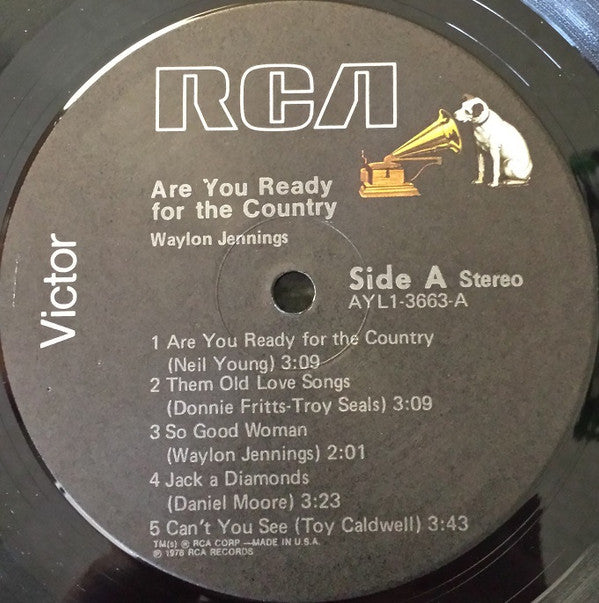 RCA
Are You Ready
for the Country
Waylon Jennings
Victor
Side A Stereo
AYL1-3663-A
1 Are You Ready for the Country
(Neil Young) 3:09
2 Them Old Love Songs
(Donnie Fritts-Troy Seals) 3:09
3 So Good Woman
(Waylon Jennings) 2:01
4 Jack a Diamonds
(Daniel Moore) 3:23
5 Can't You See (Toy Caldwell) 3:43
TM(s) ® RCA CORP —MADE IN U.S.A.
℗ 1976 RCA RECORDS